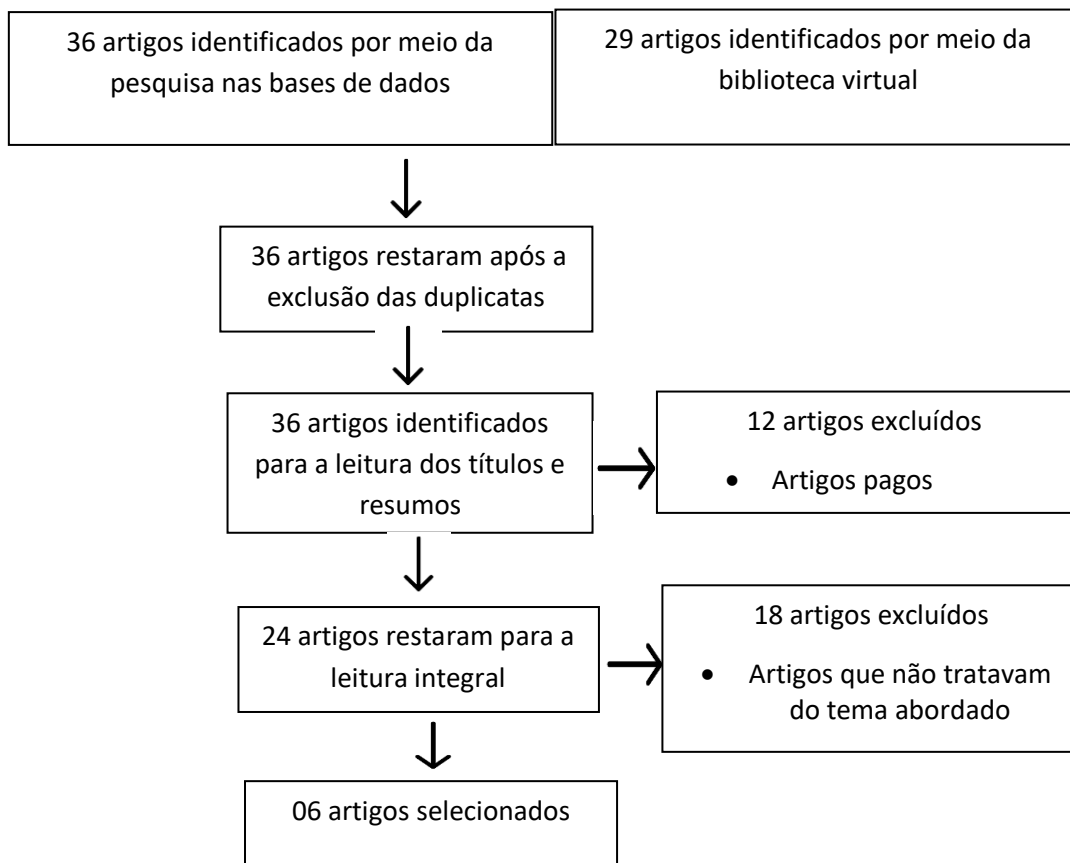 36 artigos identificados por meio da
pesquisa nas bases de dados
29 artigos identificados por meio da
biblioteca virtual
36 artigos restaram após a
exclusão das duplicatas
36 artigos identificados
para a leitura dos títulos e
resumos
12 artigos excluídos
• Artigos pagos
24 artigos restaram para a
leitura integral
18 artigos excluídos
• Artigos que não tratavam
do tema abordado
06 artigos selecionados